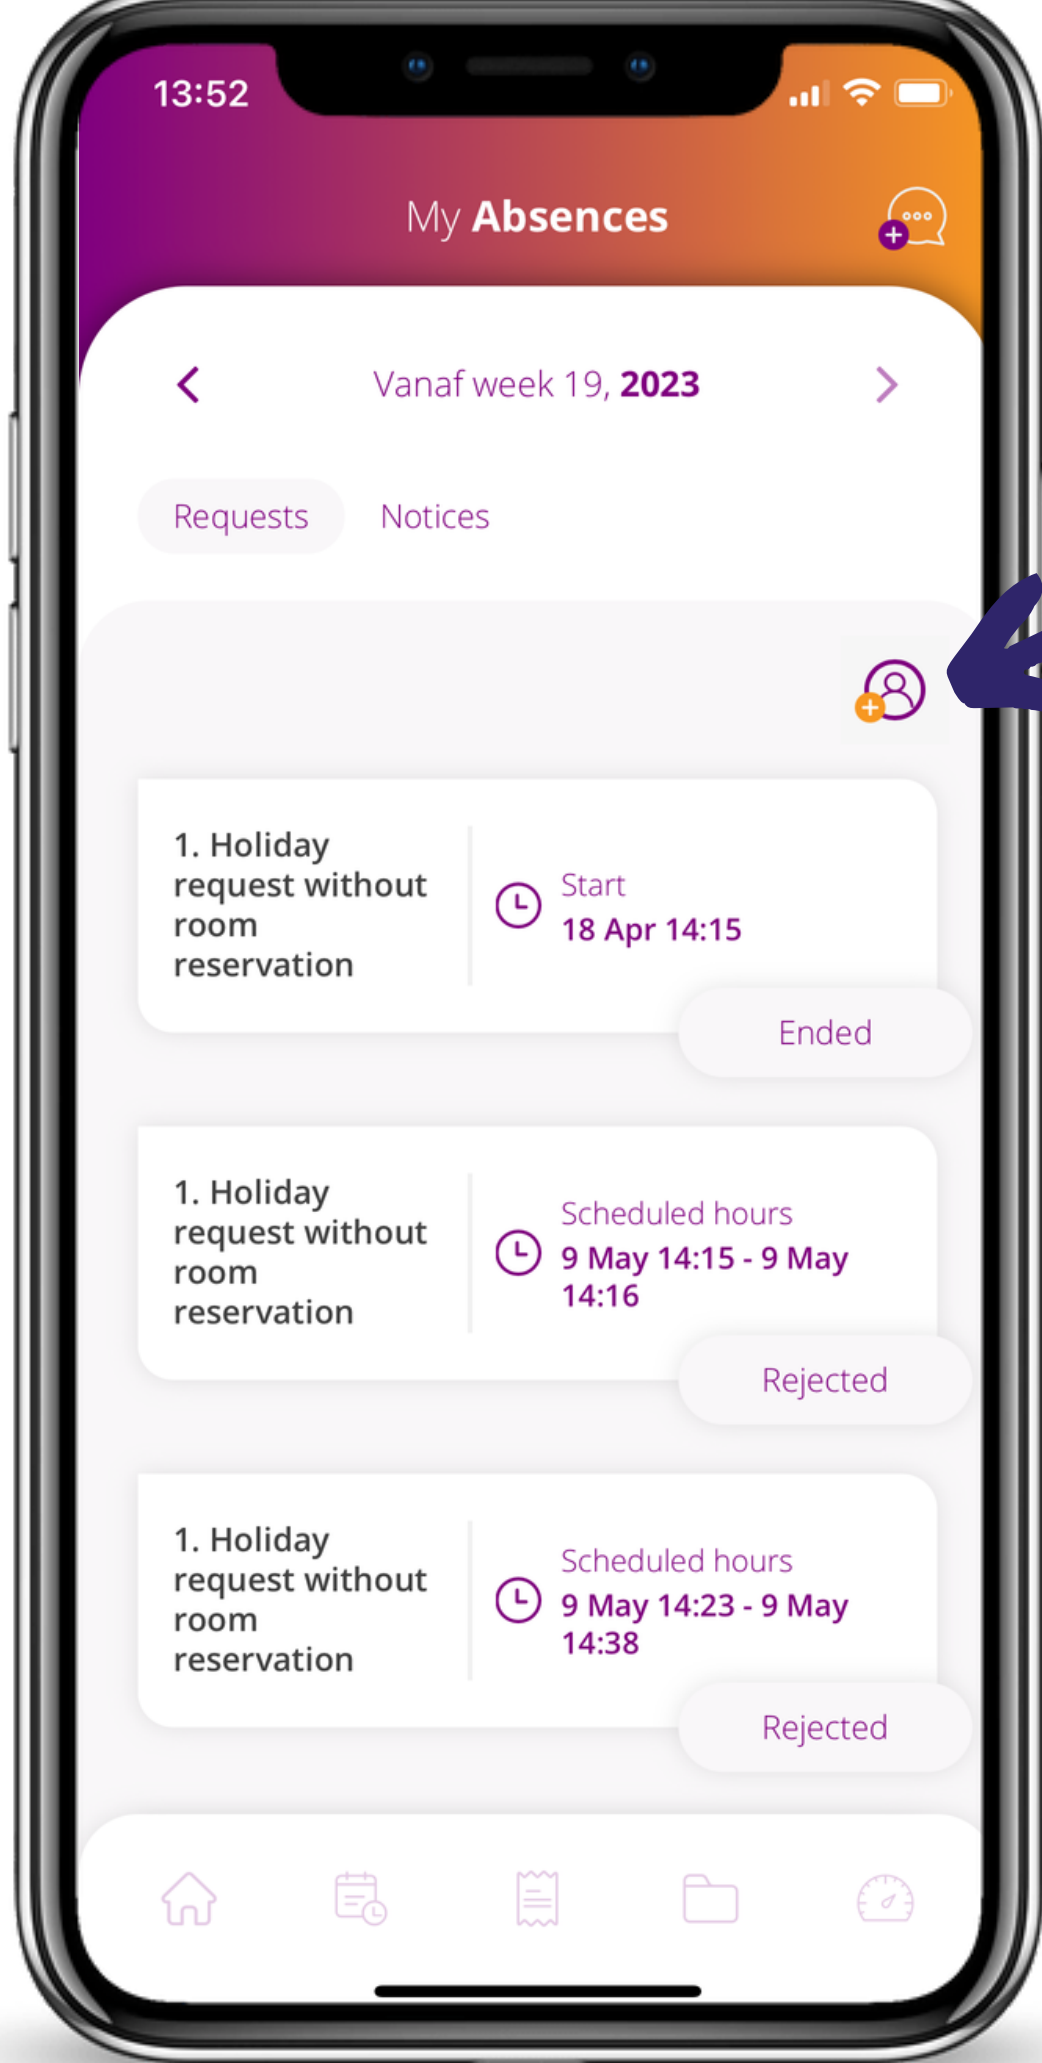 13:52
My Absences
Vanaf week 19, 2023
Requests
Notices
1. Holiday
request without
room
reservation
Start
18 Apr 14:15
Ended
1. Holiday
request without
room
reservation
Scheduled hours
9 May 14:15 - 9 May
14:16
Rejected
1. Holiday
request without
room
reservation
Scheduled hours
9 May 14:23 - 9 May
14:38
Rejected